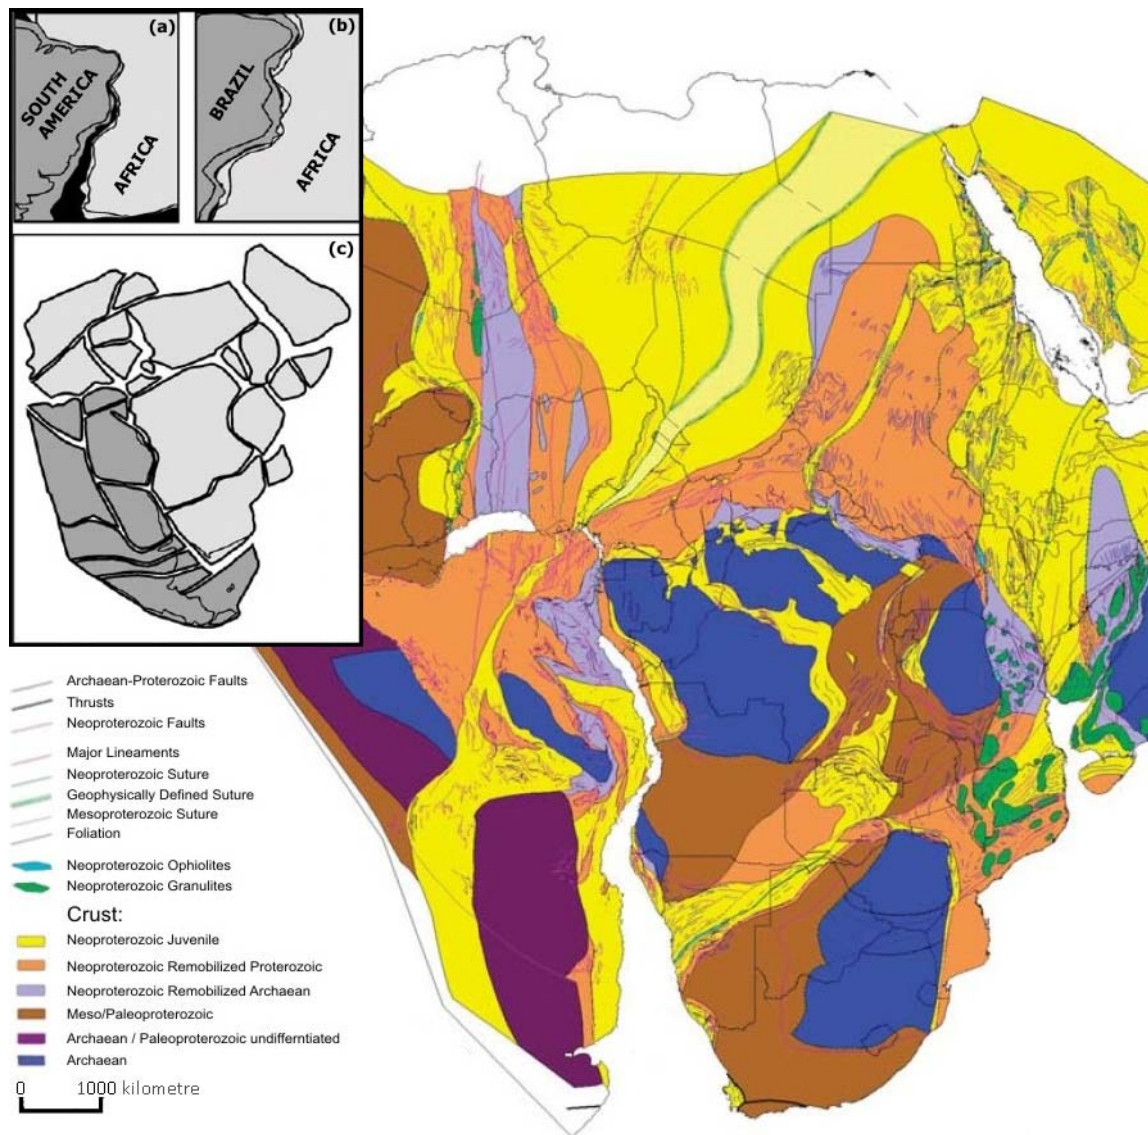 (a)
SOUTH
AMERICA
AFRICA
(b)
BRAZIL
AFRICA
(c)
Archaean-Proterozoic Faults
Thrusts
Neoproterozoic Faults
Major Lineaments
Neoproterozoic Suture
Geophysically Defined Suture
Mesoproterozoic Suture
Foliation
Neoproterozoic Ophiolites
Neoproterozoic Granulites
Crust:
Neoproterozoic Juvenile
Neoproterozoic Remobilized Proterozoic
Neoproterozoic Remobilized Archaean
Meso/Paleoproterozoic
Archaean / Paleoproterozoic undifferntiated
Archaean
0 1000 kilometre